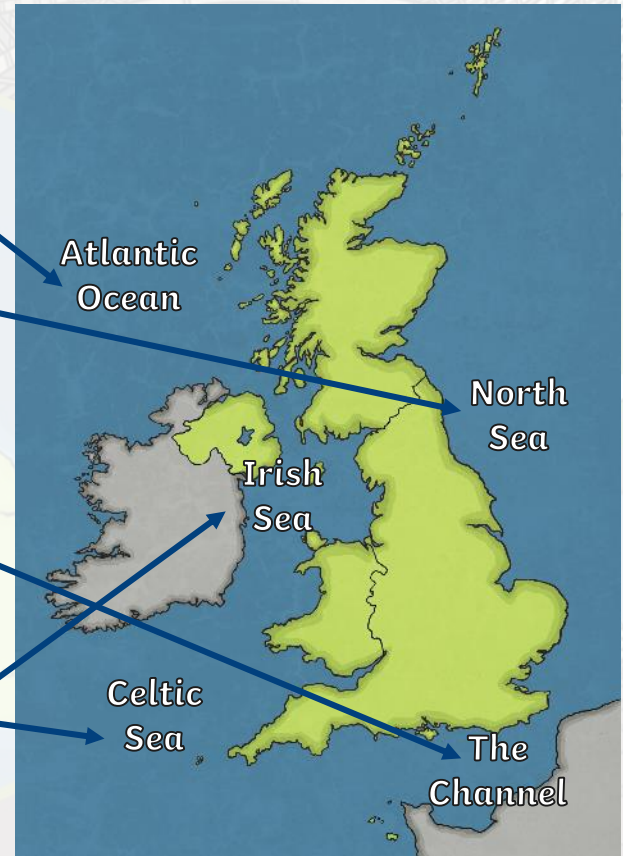 Atlantic
Ocean
North
Sea
Irish
Sea
Celtic
Sea
The
Channel